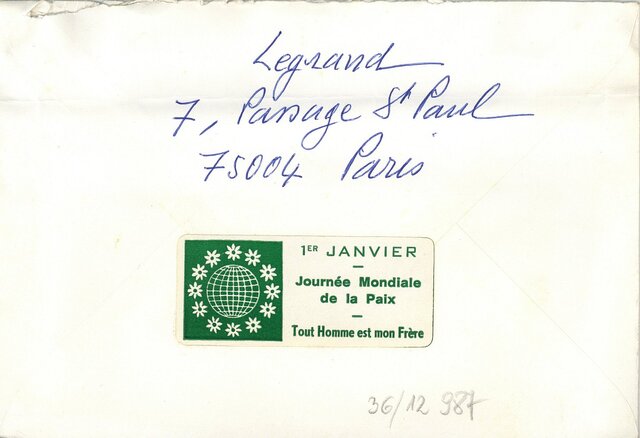 Legrand
7, Passage St Paul
75004 Paris
1ER JANVIER
Journée Mondiale
de la Paix
Tout Homme est mon Frère
36/12 987